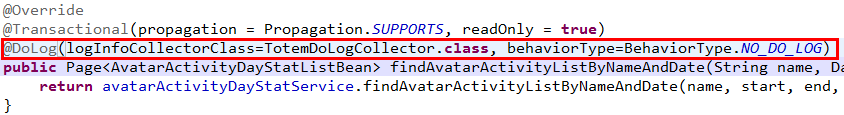 @Override
@Transactional(propagation = Propagation.SUPPORTS, readOnly = true)
@DoLog(logInfoCollectorClass=TotemDoLogCollector.class, behaviorType=BehaviorType.NO_DO_LOG)
public Page<AvatarActivityDayStatListBean> findAvatarActivityListByNameAndDate(String name, Da
return avatarActivityDayStatService.findAvatarActivityListByNameAndDate(name, start, end,
}